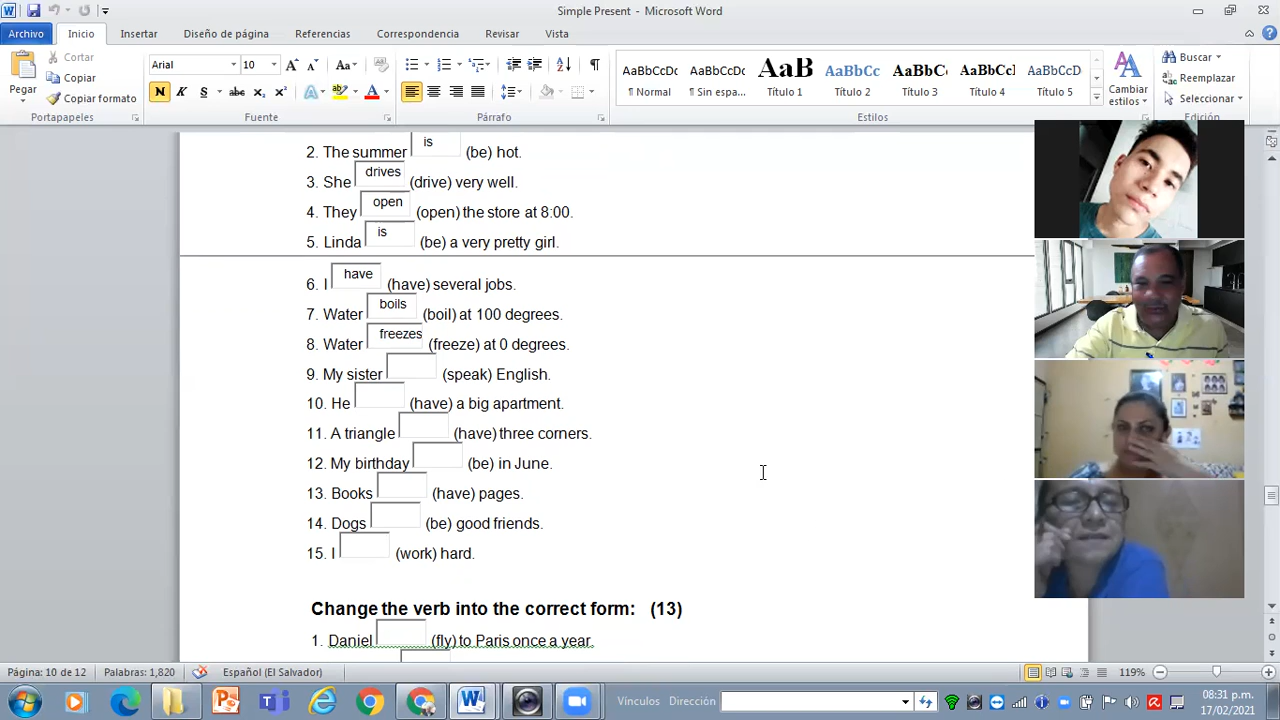 Simple Present - Microsoft Word
Archivo Inicio Insertar Diseño de página Referencias Correspondencia Revisar Vista
Pegar
Cortar
Copiar
Copiar formato
Portapapeles
Arial 10
Fuente
Párrafo
AaBbCcDc AaBbCcDc AaB AaBbCc AaBbC AaBbCc AaBbCcD
¶ Normal ¶ Sin espa... Título 1 Título 2 Título 3 Título 4 Título 5
Estilos
Cambiar estilos
Buscar
Reemplazar
Seleccionar
Edición
2. The summer is (be) hot.
3. She drives (drive) very well.
4. They open (open) the store at 8:00.
5. Linda is (be) a very pretty girl.
6. I have (have) several jobs.
7. Water boils (boil) at 100 degrees.
8. Water freezes (freeze) at 0 degrees.
9. My sister (speak) English.
10. He (have) a big apartment.
11. A triangle (have) three corners.
12. My birthday (be) in June.
13. Books (have) pages.
14. Dogs (be) good friends.
15. I (work) hard.
Change the verb into the correct form: (13)
1. Daniel (fly) to Paris once a year.
Página: 10 de 12 Palabras: 1,820 Español (El Salvador) 119%
Vínculos Dirección
08:31 p.m.
17/02/2021